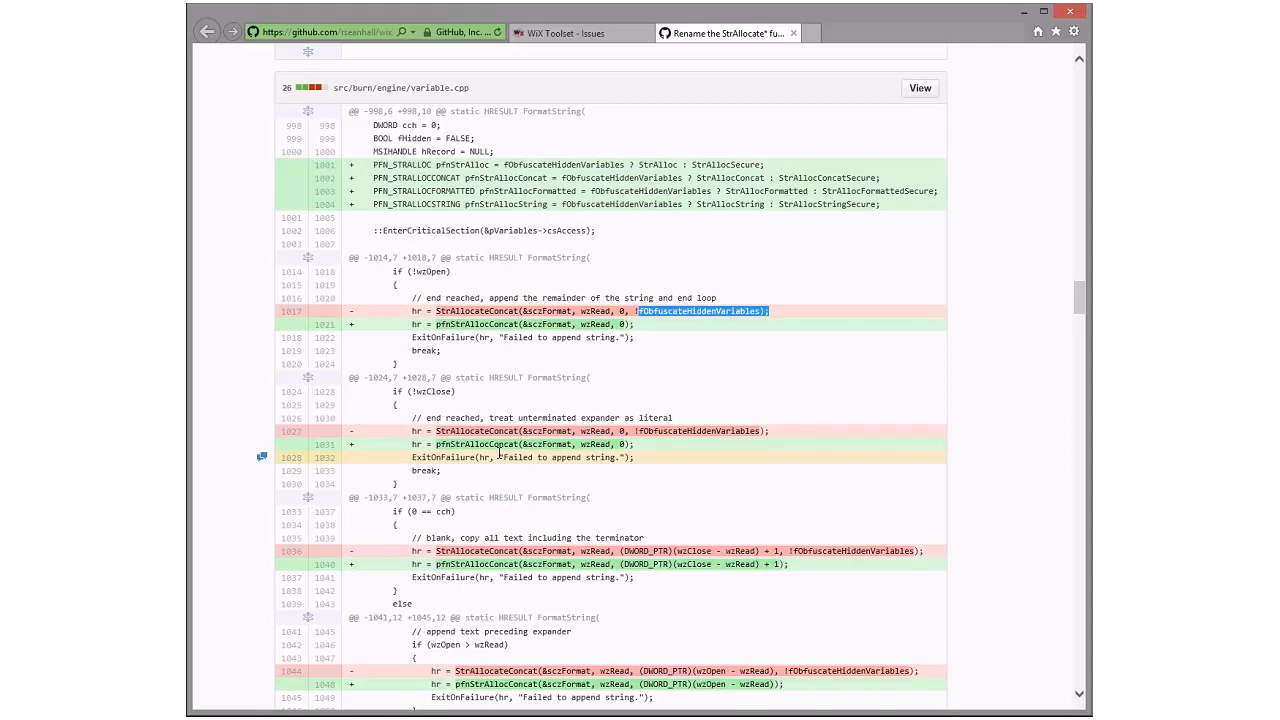 https://github.com/rseanhall/wix GitHub, Inc. ... WiX Toolset - Issues Rename the StrAllocate* fu... ×
26 src/burn/engine/variable.cpp View
@@ -998,6 +998,10 @@ static HRESULT FormatString(
998 998 DWORD cch = 0;
999 999 BOOL fHidden = FALSE;
1000 1000 MSIHANDLE hRecord = NULL;
1001 + PFN_STRALLOC pfnStrAlloc = fObfuscateHiddenVariables ? StrAlloc : StrAllocSecure;
1002 + PFN_STRALLOCCONCAT pfnStrAllocConcat = fObfuscateHiddenVariables ? StrAllocConcat : StrAllocConcatSecure;
1003 + PFN_STRALLOCFORMATTED pfnStrAllocFormatted = fObfuscateHiddenVariables ? StrAllocFormatted : StrAllocFormattedSecure;
1004 + PFN_STRALLOCSTRING pfnStrAllocString = fObfuscateHiddenVariables ? StrAllocString : StrAllocStringSecure;
1001 1005
1002 1006 ::EnterCriticalSection(&pVariables->csAccess);
1003 1007
@@ -1014,7 +1018,7 @@ static HRESULT FormatString(
1014 1018 if (!wzOpen)
1015 1019 {
1016 1020 // end reached, append the remainder of the string and end loop
1017 - hr = StrAllocateConcat(&sczFormat, wzRead, 0, !fObfuscateHiddenVariables);
1021 + hr = pfnStrAllocConcat(&sczFormat, wzRead, 0);
1018 1022 ExitOnFailure(hr, "Failed to append string.");
1019 1023 break;
1020 1024 }
@@ -1024,7 +1028,7 @@ static HRESULT FormatString(
1024 1028 if (!wzClose)
1025 1029 {
1026 1030 // end reached, treat unterminated expander as literal
1027 - hr = StrAllocateConcat(&sczFormat, wzRead, 0, !fObfuscateHiddenVariables);
1031 + hr = pfnStrAllocConcat(&sczFormat, wzRead, 0);
1028 1032 ExitOnFailure(hr, "Failed to append string.");
1029 1033 break;
1030 1034 }
@@ -1033,7 +1037,7 @@ static HRESULT FormatString(
1033 1037 if (0 == cch)
1034 1038 {
1035 1039 // blank, copy all text including the terminator
1036 - hr = StrAllocateConcat(&sczFormat, wzRead, (DWORD_PTR)(wzClose - wzRead) + 1, !fObfuscateHiddenVariables);
1040 + hr = pfnStrAllocConcat(&sczFormat, wzRead, (DWORD_PTR)(wzClose - wzRead) + 1);
1037 1041 ExitOnFailure(hr, "Failed to append string.");
1038 1042 }
1039 1043 else
@@ -1041,12 +1045,12 @@ static HRESULT FormatString(
1041 1045 // append text preceding expander
1042 1046 if (wzOpen > wzRead)
1043 1047 {
1044 - hr = StrAllocateConcat(&sczFormat, wzRead, (DWORD_PTR)(wzOpen - wzRead), !fObfuscateHiddenVariables);
1048 + hr = pfnStrAllocConcat(&sczFormat, wzRead, (DWORD_PTR)(wzOpen - wzRead));
1045 1049 ExitOnFailure(hr, "Failed to append string.");